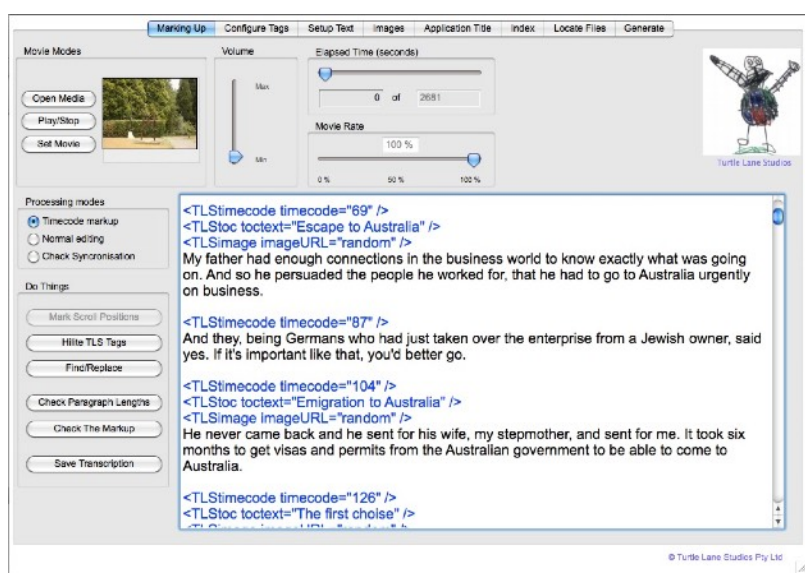 Marking Up Configure Tags Setup Text Images Application Title Index Locate Files Generate
Movie Modes
Open Media
Play/Stop
Set Movie
Volume
Max
Min
Elapsed Time (seconds)
0 of 2681
Movie Rate
100 %
0 % 50 % 100 %
Turtle Lane Studios
Processing modes
Timecode markup
Normal editing
Check Syncronisation
Do Things
Mark Scroll Positions
Hilite TLS Tags
Find/Replace
Check Paragraph Lengths
Check The Markup
Save Transcription
<TLStimecode timecode="69" />
<TLStoc toctext="Escape to Australia" />
<TLSimage imageURL="random" />
My father had enough connections in the business world to know exactly what was going
on. And so he persuaded the people he worked for, that he had to go to Australia urgently
on business.
<TLStimecode timecode="87" />
And they, being Germans who had just taken over the enterprise from a Jewish owner, said
yes. If it's important like that, you'd better go.
<TLStimecode timecode="104" />
<TLStoc toctext="Emigration to Australia" />
<TLSimage imageURL="random" />
He never came back and he sent for his wife, my stepmother, and sent for me. It took six
months to get visas and permits from the Australian government to be able to come to
Australia.
<TLStimecode timecode="126" />
<TLStoc toctext="The first choise" />
<TLSimage imageURL="random" />
© Turtle Lane Studios Pty Ltd